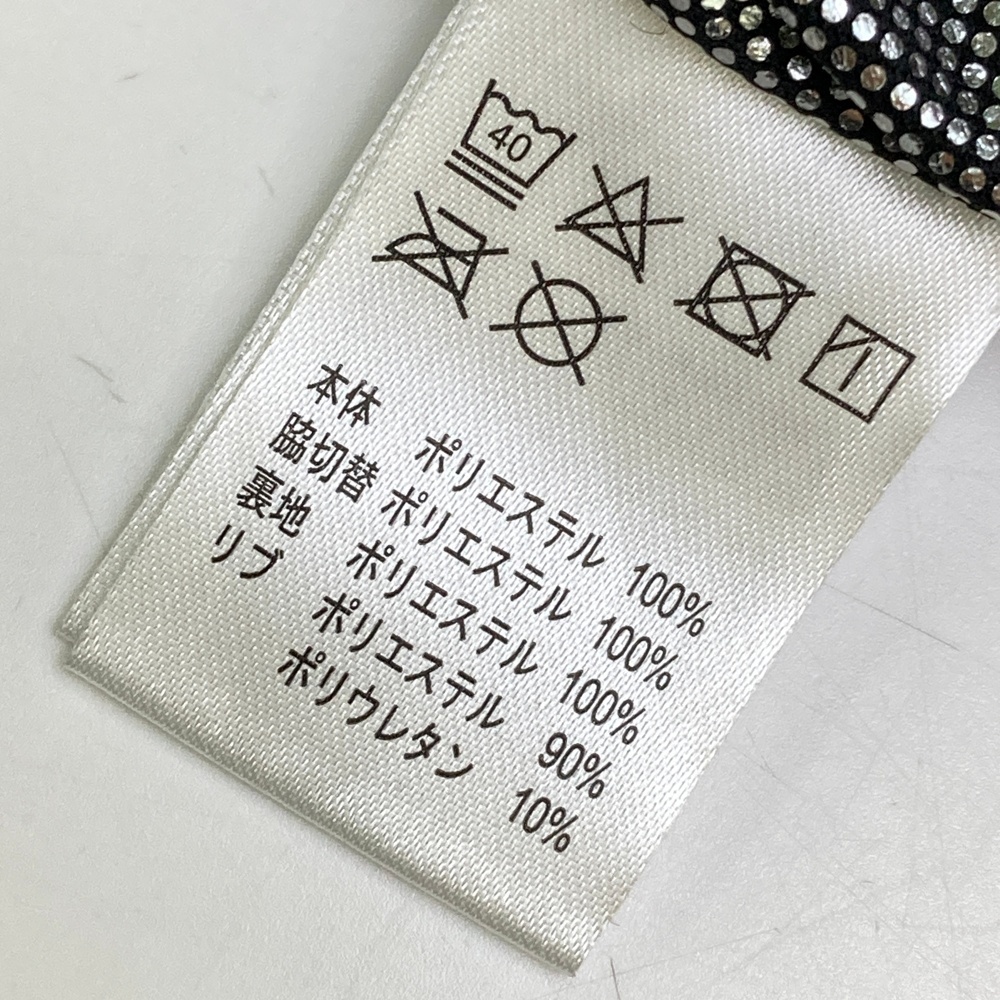 40
本体 ポリエステル 100%
脇切替 ポリエステル 100%
裏地 ポリエステル 100%
リブ ポリエステル 90%
ポリウレタン 10%